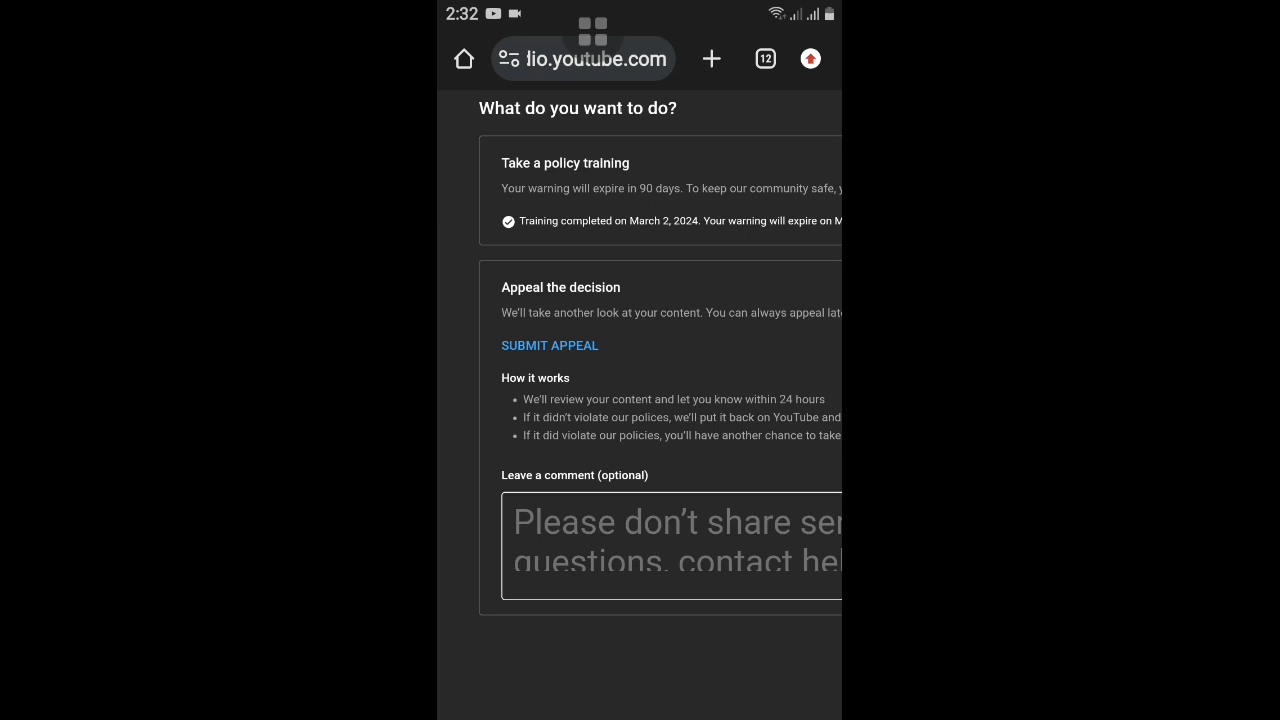 2:32
lio.youtube.com
12
What do you want to do?
Take a policy training
Your warning will expire in 90 days. To keep our community safe,
Training completed on March 2, 2024. Your warning will expire on
Appeal the decision
We'll take another look at your content. You can always appeal
SUBMIT APPEAL
How it works
• We'll review your content and let you know within 24 hours
• If it didn't violate our polices, we'll put it back on YouTube and
• If it did violate our policies, you'll have another chance to take
Leave a comment (optional)
Please don't share
questions, contact